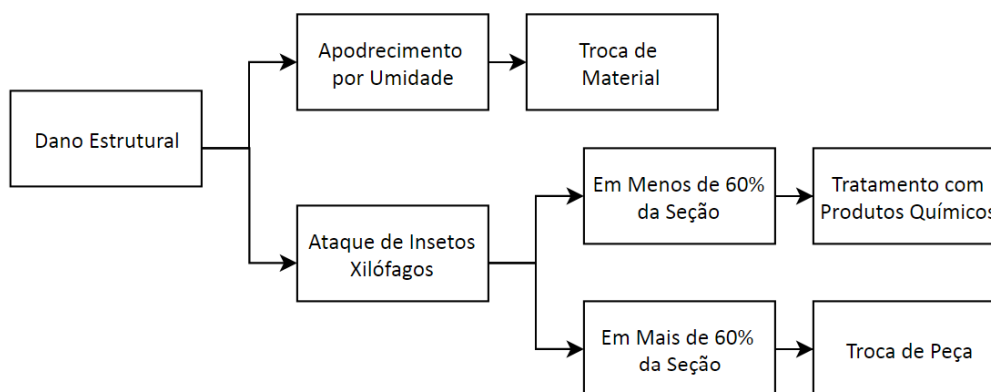 Apodrecimento
por Umidade
Troca de
Material
Dano Estrutural
Em Menos de 60%
da Seção
Tratamento com
Produtos Químicos
Ataque de Insetos
Xilófagos
Em Mais de 60%
da Seção
Troca de Peça